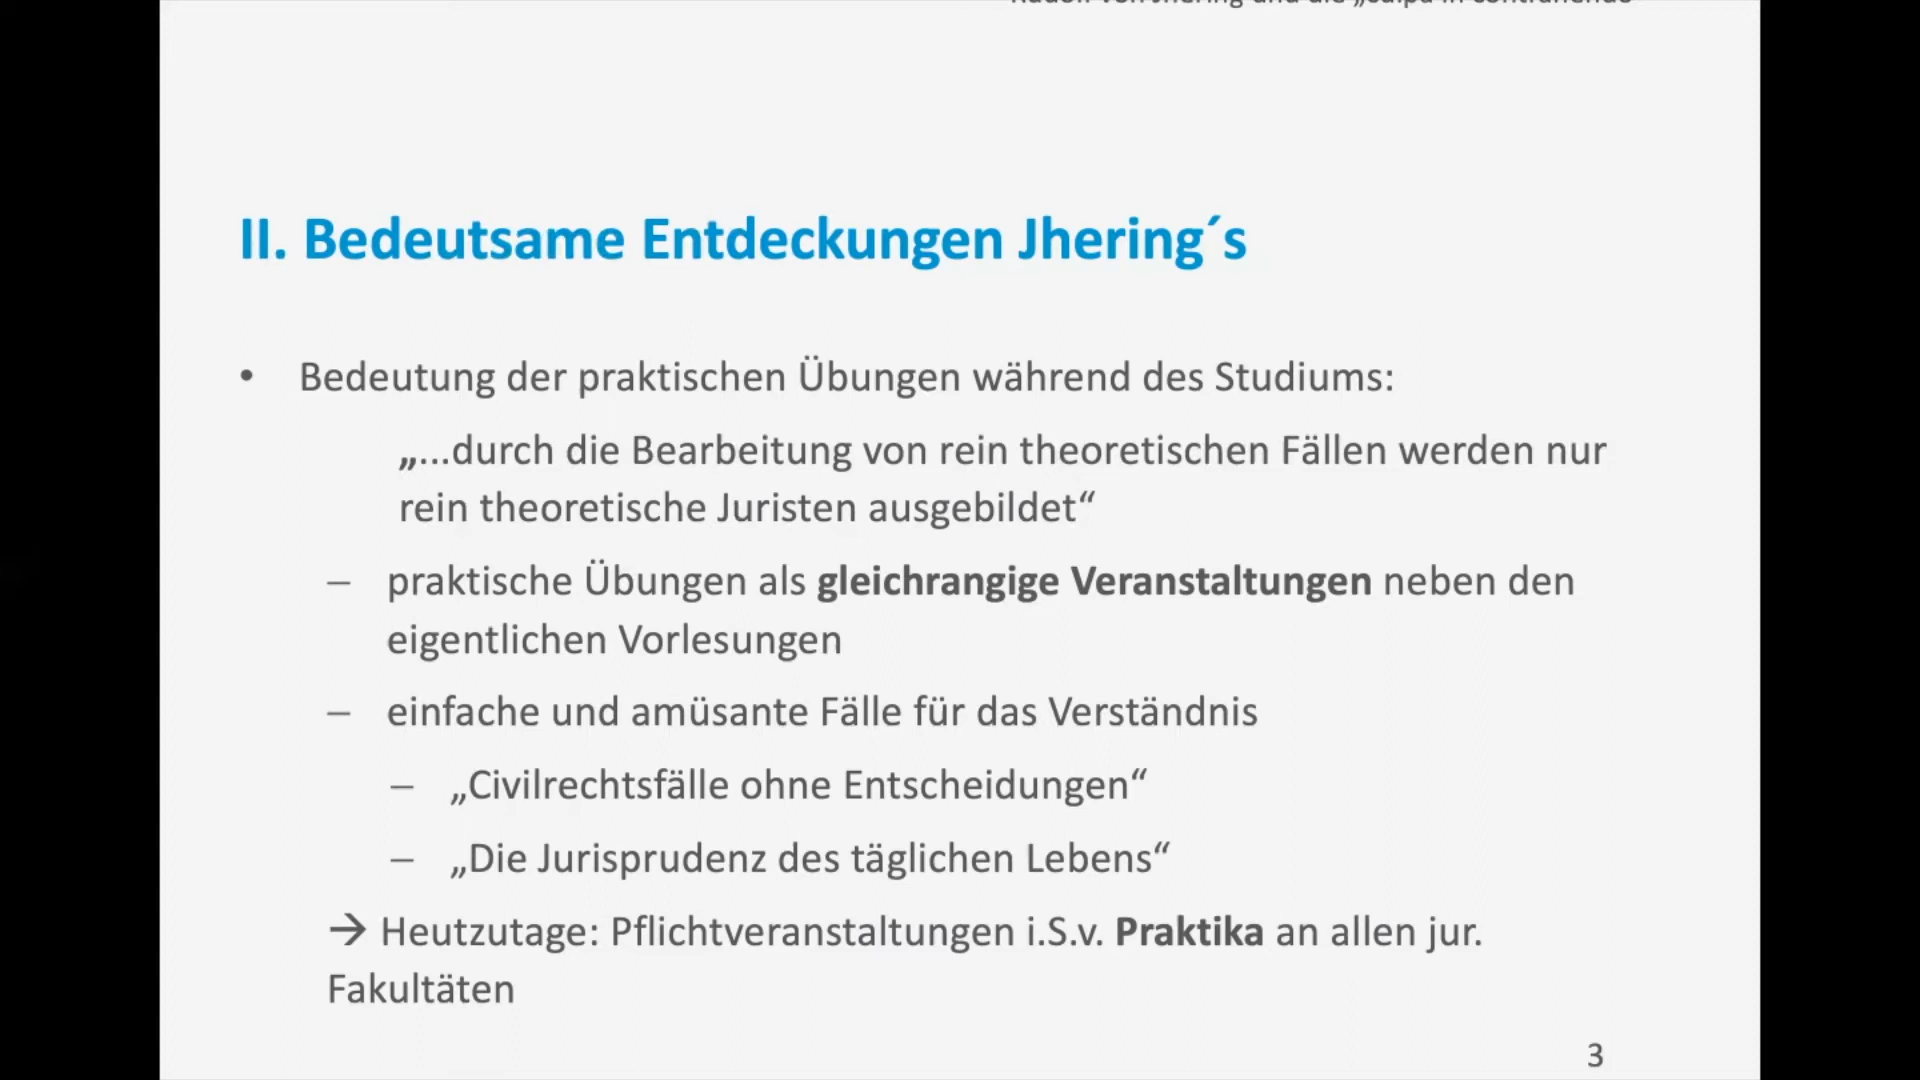 Rudolf von Jhering und die „culpa in contrahendo“
II. Bedeutsame Entdeckungen Jhering´s
• Bedeutung der praktischen Übungen während des Studiums:
„...durch die Bearbeitung von rein theoretischen Fällen werden nur
rein theoretische Juristen ausgebildet“
– praktische Übungen als gleichrangige Veranstaltungen neben den
eigentlichen Vorlesungen
– einfache und amüsante Fälle für das Verständnis
– „Civilrechtsfälle ohne Entscheidungen“
– „Die Jurisprudenz des täglichen Lebens“
→ Heutzutage: Pflichtveranstaltungen i.S.v. Praktika an allen jur.
Fakultäten
3